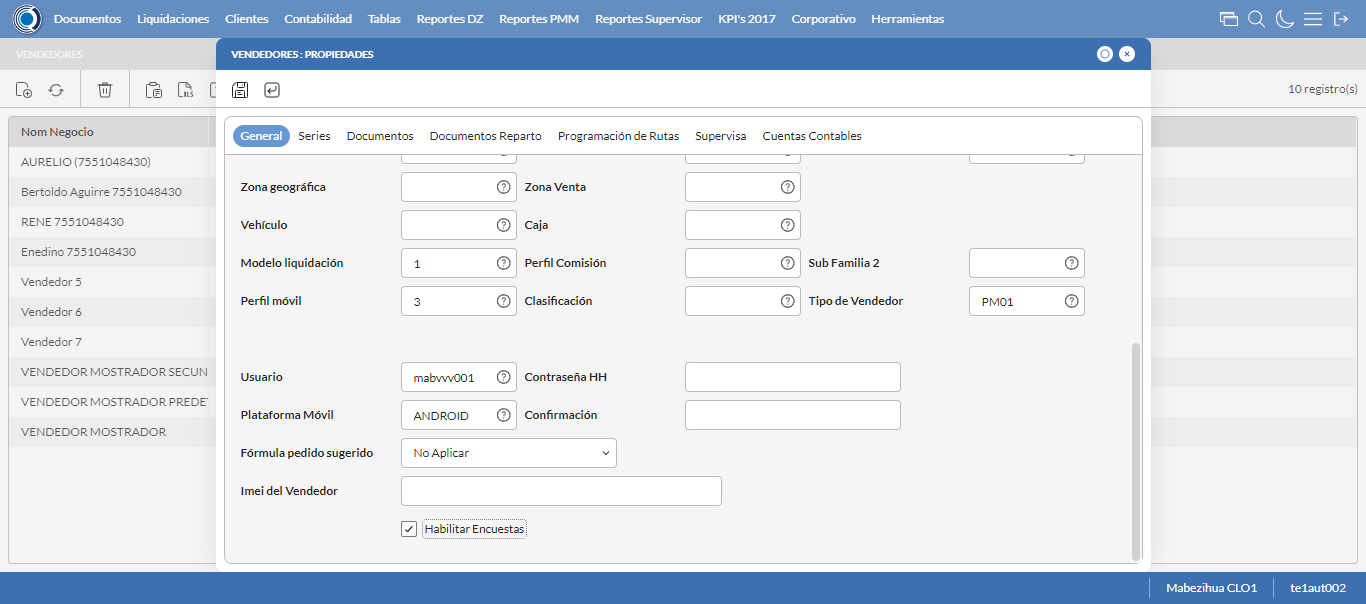 Documentos Liquidaciones Clientes Contabilidad Tablas Reportes DZ Reportes PMM Reportes Supervisor KPI's 2017 Corporativo Herramientas
VENDEDORES
VENDEDORES : PROPIEDADES
XLS
10 registro(s)
General Series Documentos Documentos Reparto Programación de Rutas Supervisa Cuentas Contables
Nom Negocio
AURELIO (7551048430)
Bertoldo Aguirre 7551048430
RENE 7551048430
Enedino 7551048430
Vendedor 5
Vendedor 6
Vendedor 7
VENDEDOR MOSTRADOR SECUN
VENDEDOR MOSTRADOR PREDET
VENDEDOR MOSTRADOR
Zona geográfica Zona Venta
Vehículo Caja
Modelo liquidación 1 Perfil Comisión Sub Familia 2
Perfil móvil 3 Clasificación Tipo de Vendedor PM01
Usuario mabvvv001 Contraseña HH
Plataforma Móvil ANDROID Confirmación
Fórmula pedido sugerido No Aplicar
Imei del Vendedor
Habilitar Encuestas
Mabezihua CLO1 te1aut002